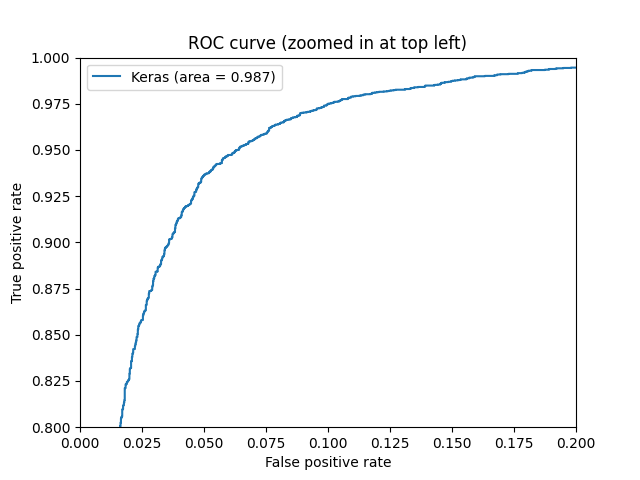 ROC curve (zoomed in at top left)
Keras (area = 0.987)
1.000
0.975
0.950
0.925
0.900
0.875
0.850
0.825
0.800
True positive rate
0.000 0.025 0.050 0.075 0.100 0.125 0.150 0.175 0.200
False positive rate